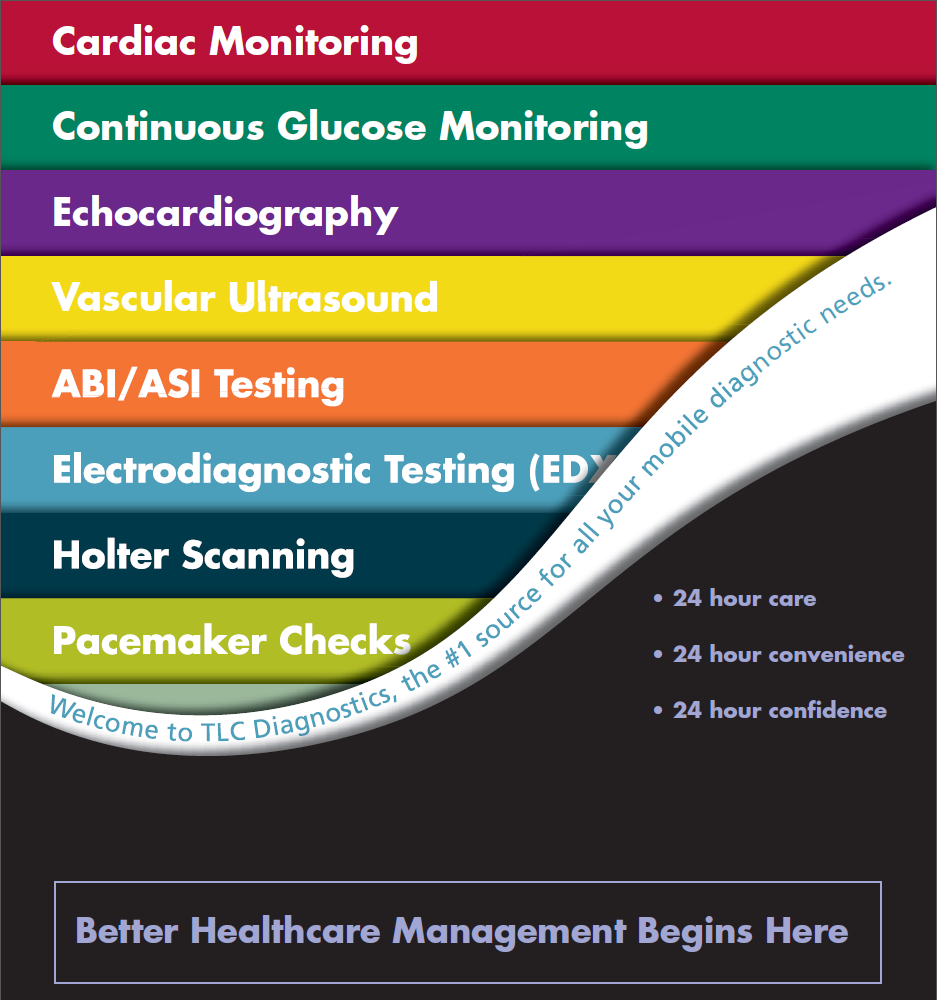 Cardiac Monitoring
Continuous Glucose Monitoring
Echocardiography
Vascular Ultrasound
ABI/ASI Testing
Electrodiagnostic Testing (EDX
Holter Scanning
Pacemaker Checks
Welcome to TLC Diagnostics, the #1 source for all your mobile diagnostic needs.
• 24 hour care
• 24 hour convenience
• 24 hour confidence
Better Healthcare Management Begins Here